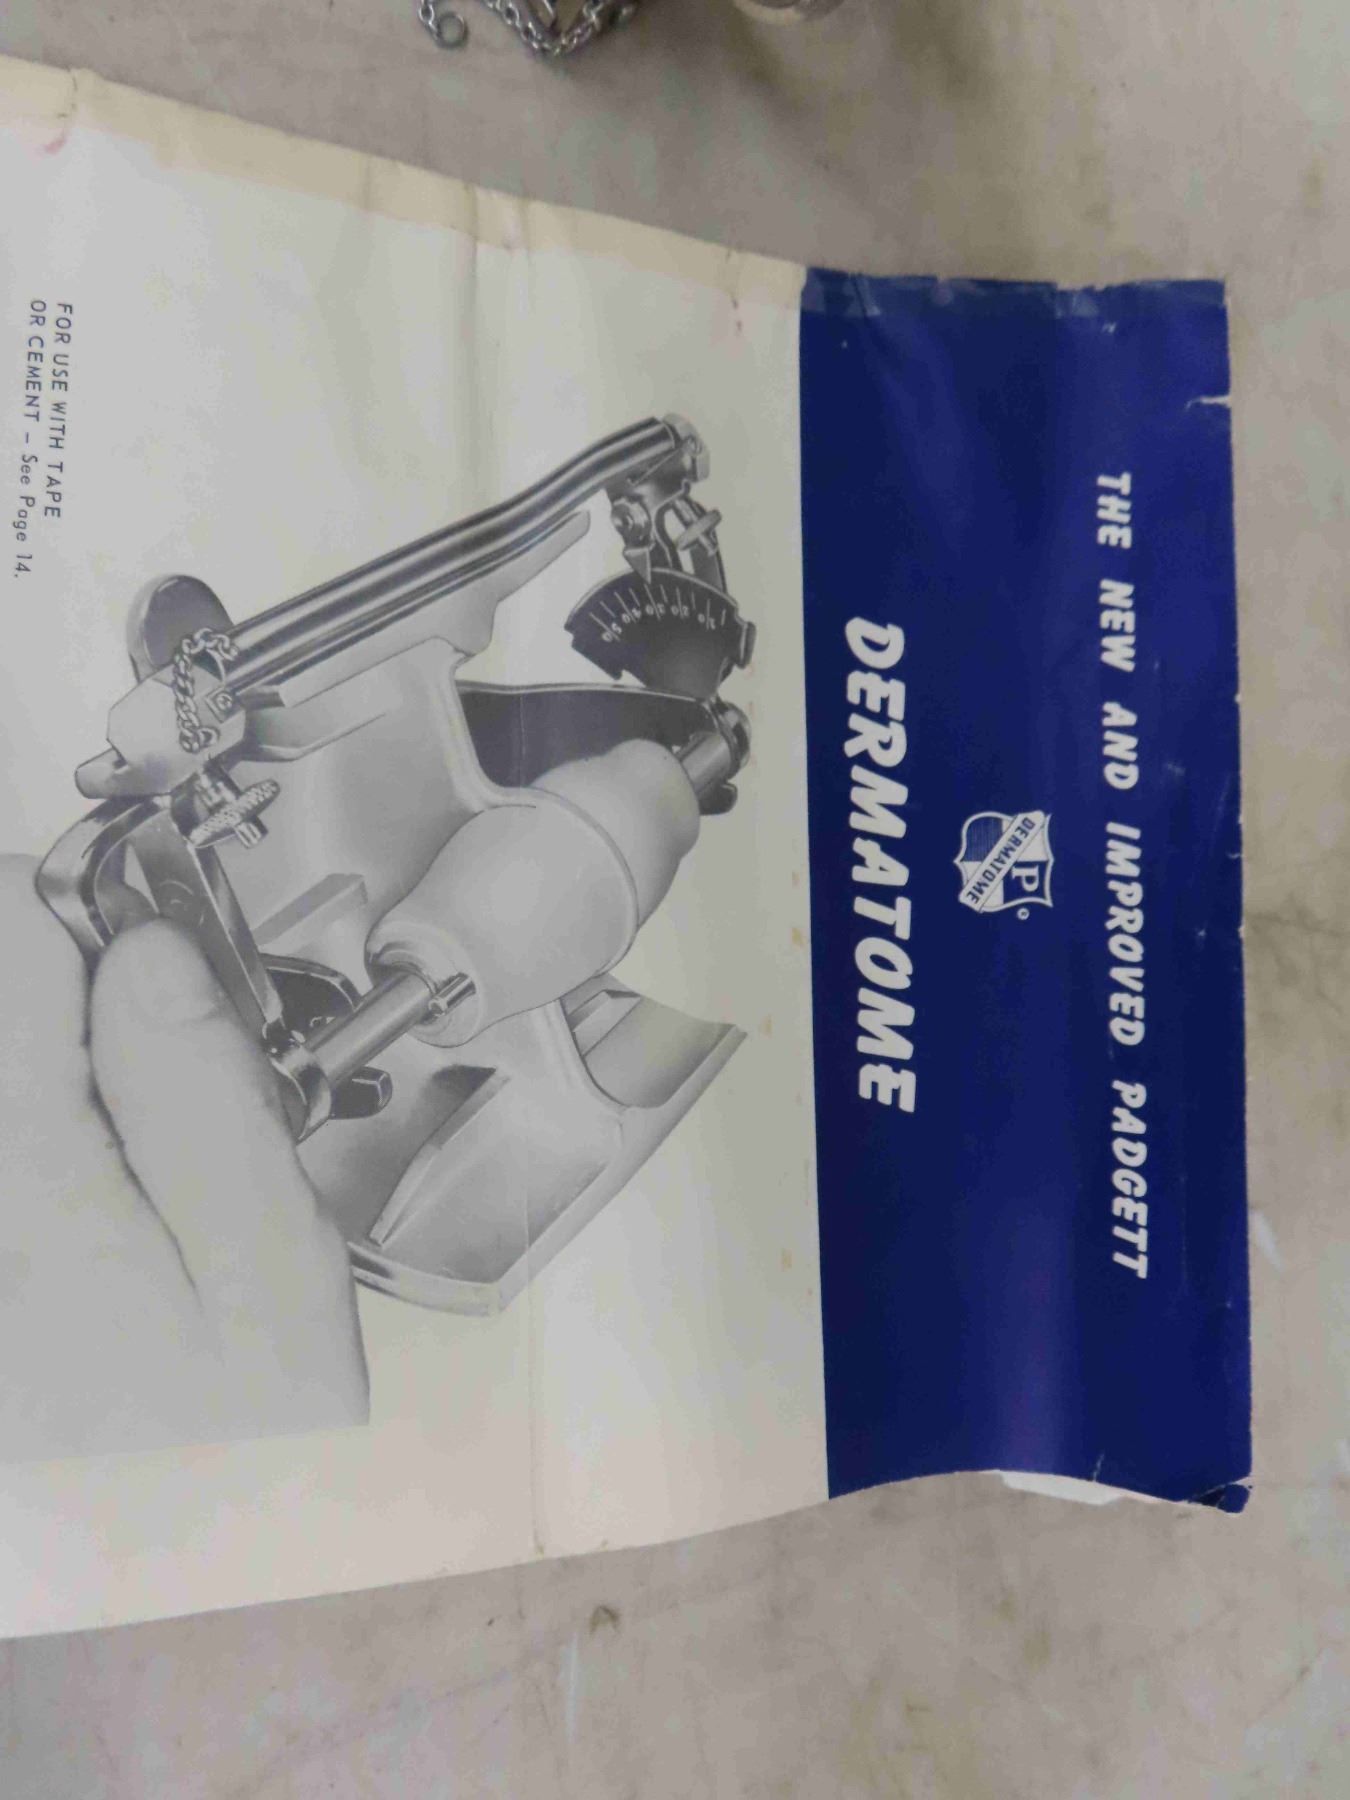 THE NEW AND IMPROVED PADGETT
P
DERMATOME
DERMATOME
FOR USE WITH TAPE
OR CEMENT – See Page 14.